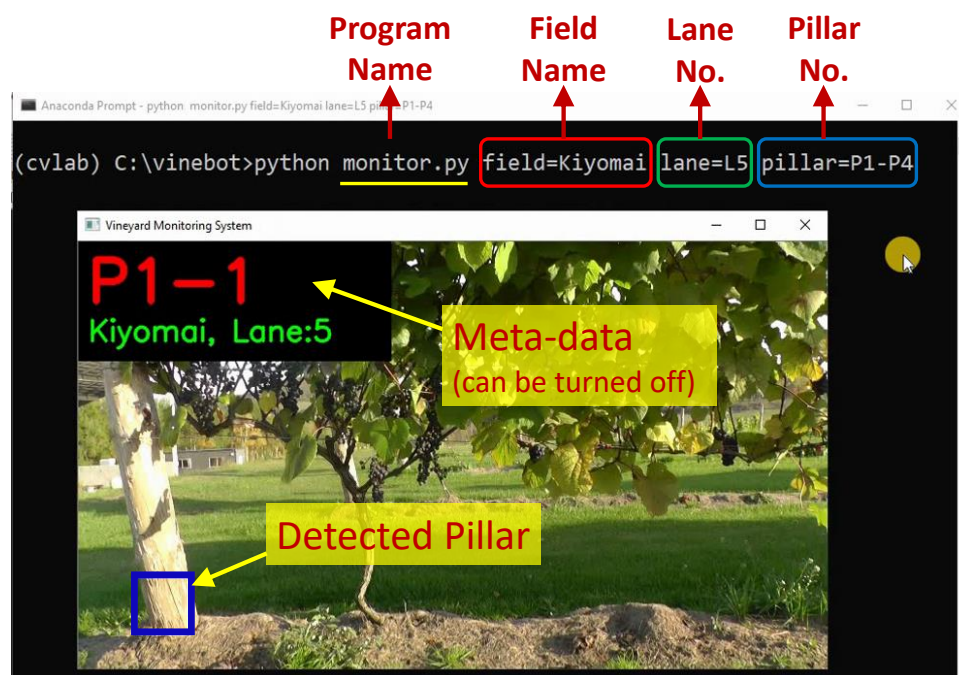 Program Name
Field Name
Lane No.
Pillar No.
Anaconda Prompt - python monitor.py field=Kiyomai lane=L5 pillar=P1-P4
(cvlab) C:\vinebot>python monitor.py field=Kiyomai lane=L5 pillar=P1-P4
Vineyard Monitoring System
P1-1
Kiyomai, Lane:5
Meta-data
(can be turned off)
Detected Pillar